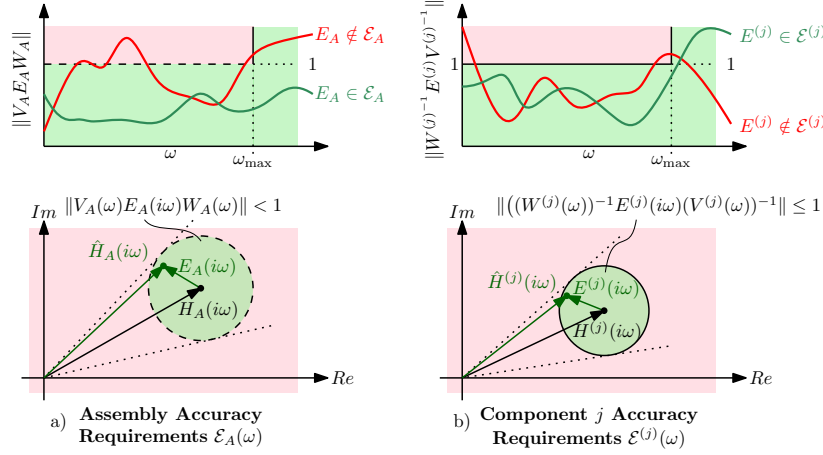 ‖V_A E_A W_A‖
E_A ∉ 𝓔_A
1
E_A ∈ 𝓔_A
ω
ω_max
‖W^{(j)^{-1}} E^{(j)} V^{(j)^{-1}}‖
E^{(j)} ∈ 𝓔^{(j)}
1
1
E^{(j)} ∉ 𝓔^{(j)}
ω
ω_max
Im
‖V_A(ω)E_A(iω)W_A(ω)‖ < 1
Ĥ_A(iω)
E_A(iω)
H_A(iω)
Re
a) Assembly Accuracy
Requirements 𝓔_A(ω)
Im
‖((W^{(j)}(ω))^{-1}E^{(j)}(iω)(V^{(j)}(ω))^{-1}‖ ≤ 1
Ĥ^{(j)}(iω)
E^{(j)}(iω)
H^{(j)}(iω)
Re
b) Component j Accuracy
Requirements 𝓔^{(j)}(ω)